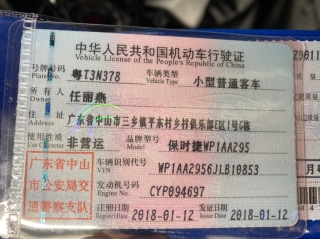 中华人民共和国机动车行驶证
Vehicle License of the People's Republic of China
号牌号码 粤T3N378 车辆类型 小型普通客车
Plate No. Vehicle Type
所有人 任丽燕
Owner
住址 广东省中山市三乡镇平东村乡村俱乐部E区1号G栋
Address
使用性质 非营运 品牌型号 保时捷WP1AA295
Use Character Model
广东省中山市公安局交通警察支队
车辆识别代号 WP1AA2956JLB10853
VIN
发动机号码 CYP094697
Engine No.
注册日期 2018-01-12 发证日期 2018-01-12
Register Date Issue Date